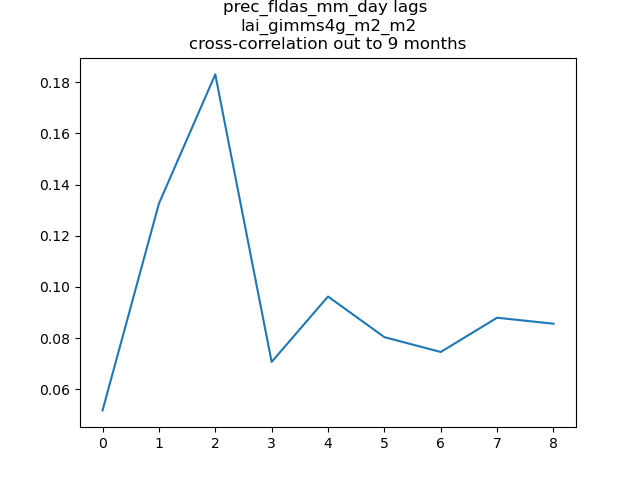 prec_fldas_mm_day lags
lai_gimms4g_m2_m2
cross-correlation out to 9 months
0.18
0.16
0.14
0.12
0.10
0.08
0.06
0 1 2 3 4 5 6 7 8